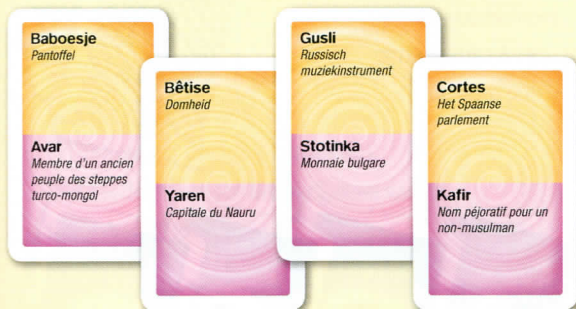 Baboesje
Pantoffel
Avar
Membre d'un ancien
peuple des steppes
turco-mongol
Bêtise
Domheid
Yaren
Capitale du Nauru
Gusli
Russisch
muziekinstrument
Stotinka
Monnaie bulgare
Cortes
Het Spaanse
parlement
Kafir
Nom péjoratif pour un
non-musulman